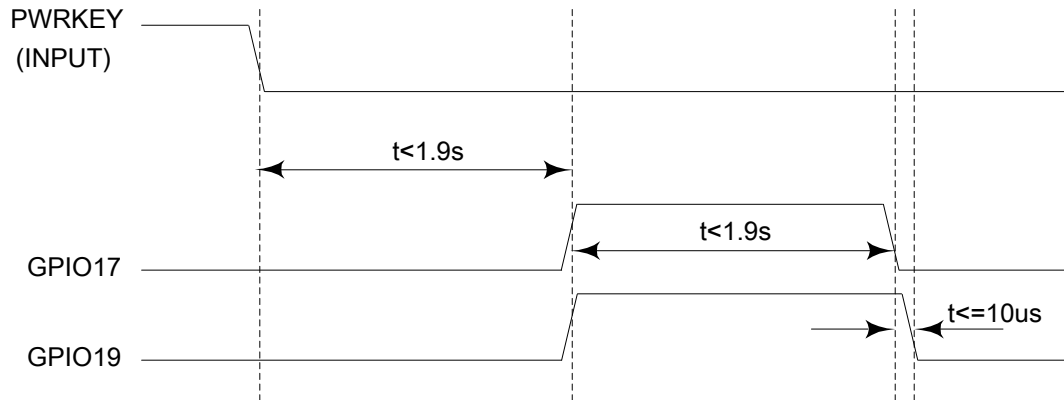 PWRKEY
(INPUT)
t<1.9s
t<1.9s
GPIO17
t<=10us
GPIO19